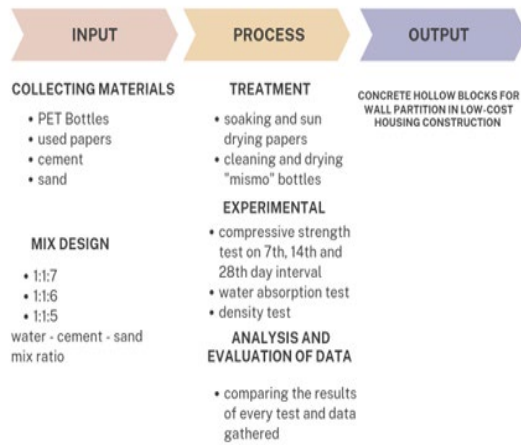 INPUT
PROCESS
OUTPUT
COLLECTING MATERIALS
• PET Bottles
• used papers
• cement
• sand
MIX DESIGN
• 1:1:7
• 1:1:6
• 1:1:5
water - cement - sand
mix ratio
TREATMENT
• soaking and sun
drying papers
• cleaning and drying
"mismo" bottles
EXPERIMENTAL
• compressive strength
test on 7th, 14th and
28th day interval
• water absorption test
• density test
ANALYSIS AND
EVALUATION OF DATA
• comparing the results
of every test and data
gathered
CONCRETE HOLLOW BLOCKS FOR
WALL PARTITION IN LOW-COST
HOUSING CONSTRUCTION